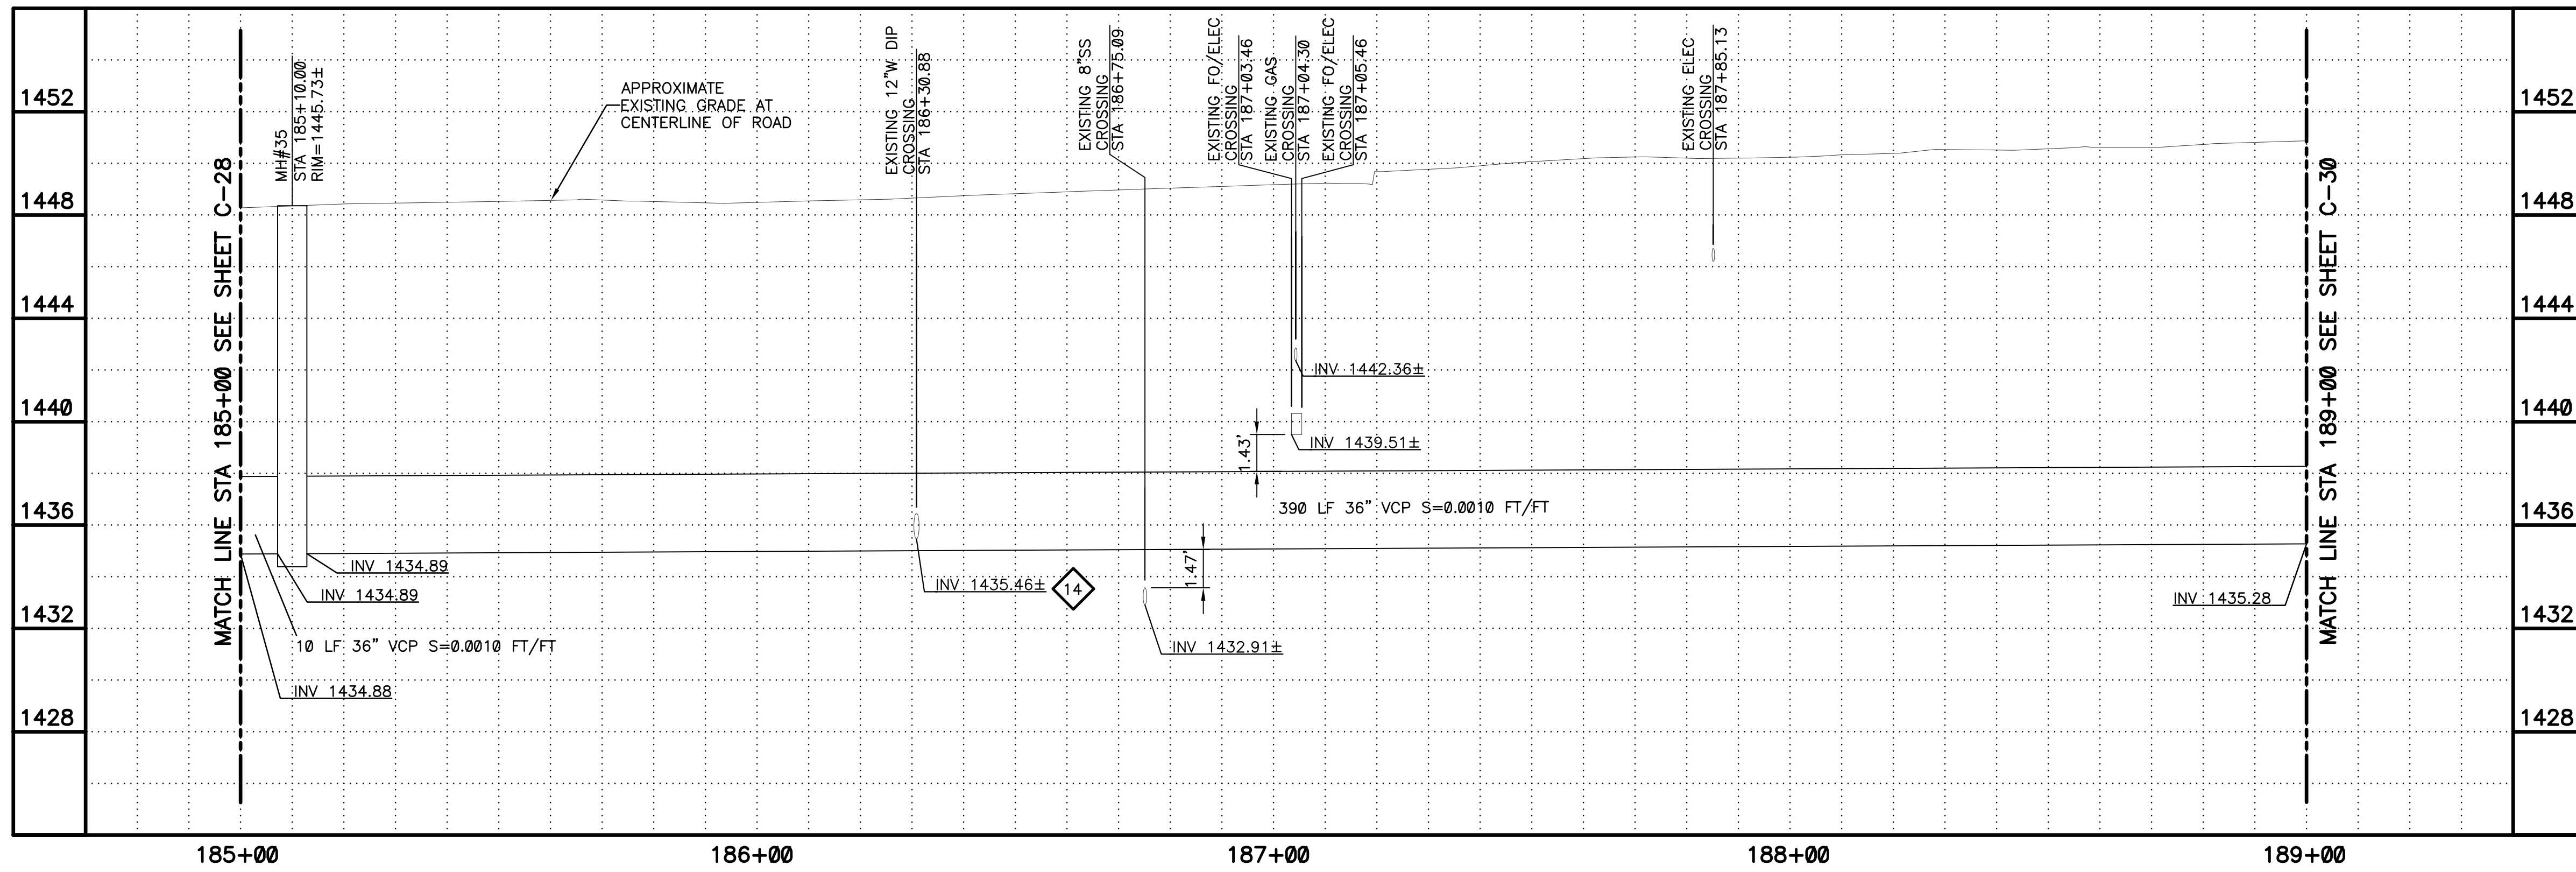 MATCH LINE STA 185+00 SEE SHEET C-28
MH#35
STA 185+10.00
RIM=1445.73±
APPROXIMATE
EXISTING GRADE AT
CENTERLINE OF ROAD
EXISTING 12"W DIP
CROSSING
STA 186+30.88
EXISTING 8"SS
CROSSING
STA 186+75.09
EXISTING FO/ELEC
CROSSING
STA 187+03.46
EXISTING GAS
CROSSING
STA 187+04.30
EXISTING FO/ELEC
CROSSING
STA 187+05.46
EXISTING ELEC
CROSSING
STA 187+85.13
MATCH LINE STA 189+00 SEE SHEET C-30
1452
1448
1444
1440
1436
1432
1428
1452
1448
1444
1440
1436
1432
1428
INV 1442.36±
1.43'
INV 1439.51±
390 LF 36" VCP S=0.0010 FT/FT
INV 1434.89
INV 1434.89
INV 1435.46±
14
1.47'
INV 1435.28
10 LF 36" VCP S=0.0010 FT/FT
INV 1432.91±
INV 1434.88
185+00
186+00
187+00
188+00
189+00